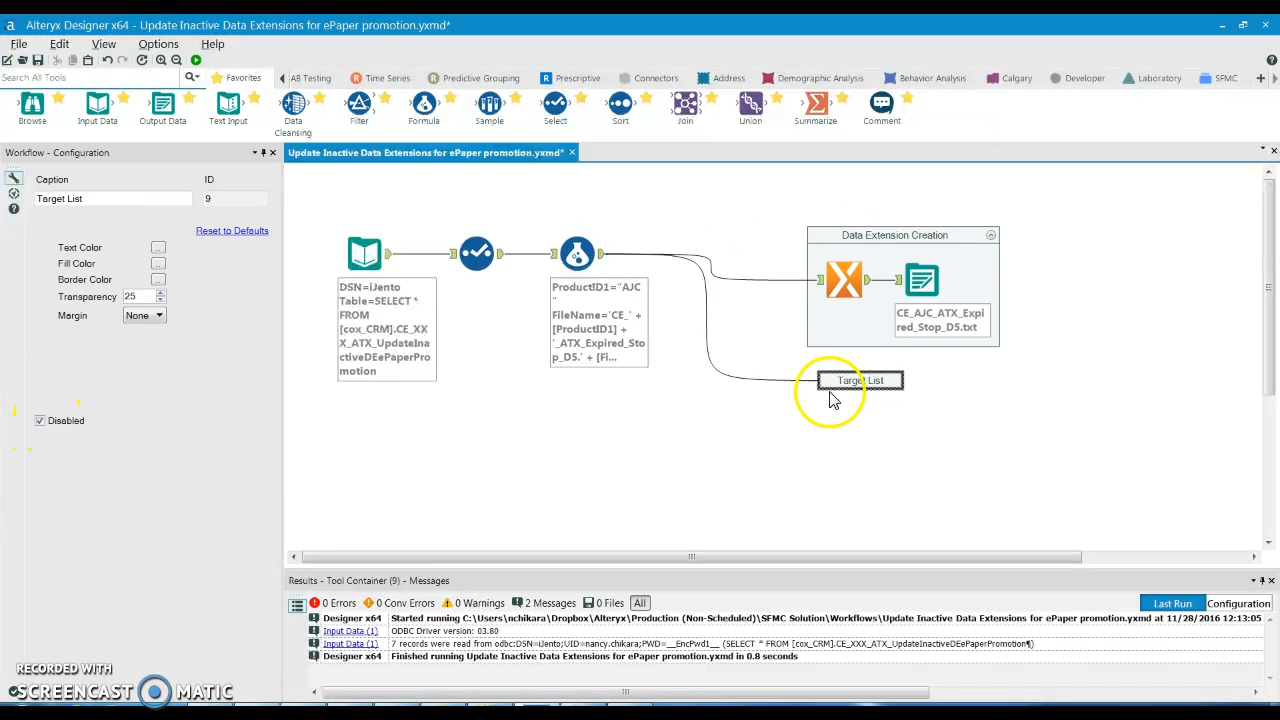 a Alteryx Designer x64 - Update Inactive Data Extensions for ePaper promotion.yxmd*
File Edit View Options Help
Search All Tools Favorites AB Testing Time Series Predictive Grouping Prescriptive Connectors Address Demographic Analysis Behavior Analysis Calgary Developer Laboratory SFMC
Browse Input Data Output Data Text Input Data Cleansing Filter Formula Sample Select Sort Join Union Summarize Comment
Workflow - Configuration
Update Inactive Data Extensions for ePaper promotion.yxmd*
Caption ID
Target List 9
Reset to Defaults
Text Color
Fill Color
Border Color
Transparency 25
Margin None
Disabled
DSN=iJento
Table=SELECT *
FROM
[cox_CRM].CE_XX
X_ATX_UpdateIna
ctiveDEePaperPro
motion
ProductID1="AJC
"
FileName='CE_' +
[ProductID1] +
'_ATX_Expired_St
op_D5.' + [Fi...
Data Extension Creation
CE_AJC_ATX_Expi
red_Stop_D5.txt
Target List
Results - Tool Container (9) - Messages
0 Errors 0 Conv Errors 0 Warnings 2 Messages 0 Files All Last Run Configuration
Designer x64 Started running C:\Users\nchikara\Dropbox\Alteryx\Production (Non-Scheduled)\SFMC Solution\Workflows\Update Inactive Data Extensions for ePaper promotion.yxmd at 11/28/2016 12:13:05
Input Data (1) ODBC Driver version: 03.80
Input Data (1) 7 records were read from odbc:DSN=iJento;UID=nancy.chikara;PWD=__EncPwd1__ (SELECT * FROM [cox_CRM].CE_XXX_ATX_UpdateInactiveDEePaperPromotion¶)
Designer x64 Finished running Update Inactive Data Extensions for ePaper promotion.yxmd in 0.8 seconds
RECORDED WITH
SCREENCAST MATIC